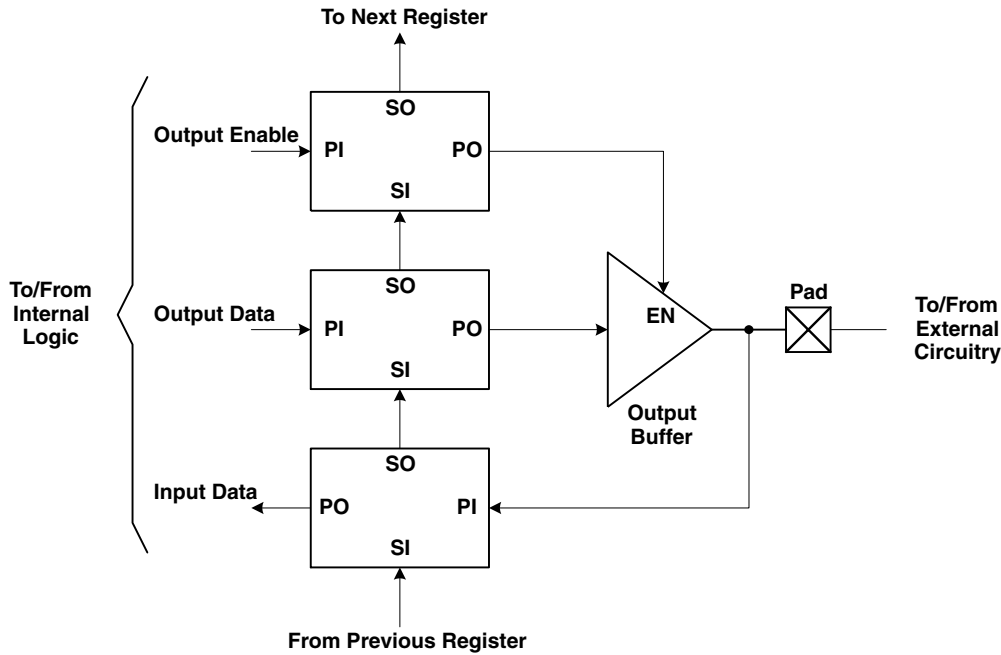 To Next Register
SO
Output Enable
PI
PO
SI
To/From
Internal
Logic
SO
Output Data
PI
PO
SI
EN
Output
Buffer
Pad
To/From
External
Circuitry
SO
Input Data
PO
PI
SI
From Previous Register